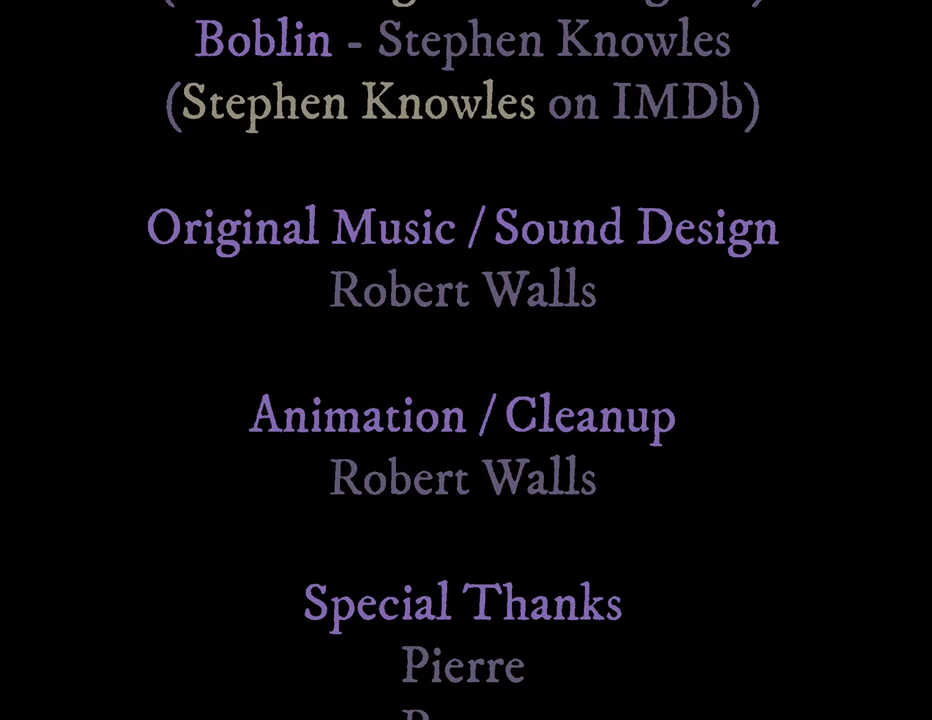 Boblin - Stephen Knowles
(Stephen Knowles on IMDb)
Original Music / Sound Design
Robert Walls
Animation / Cleanup
Robert Walls
Special Thanks
Pierre